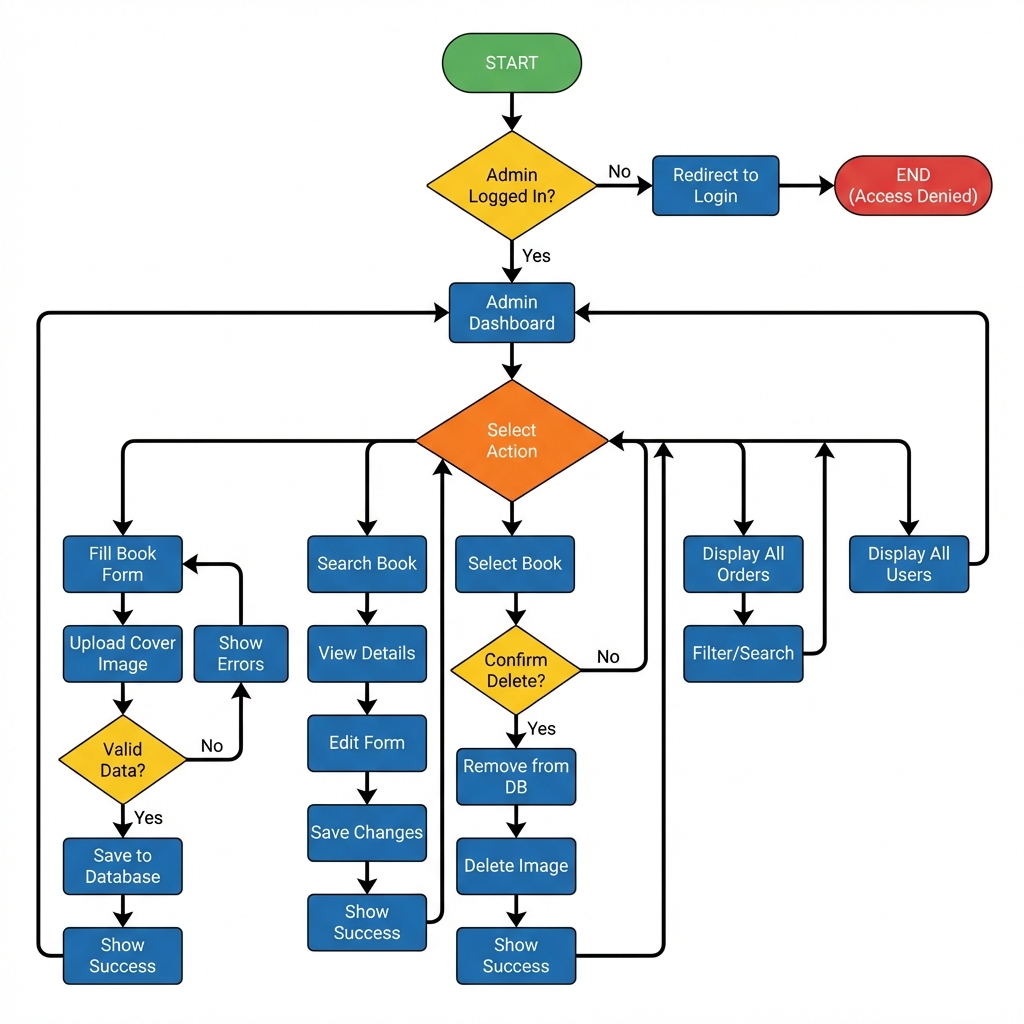 START
Admin
Logged In?
No
Redirect to
Login
END
(Access Denied)
Yes
Admin
Dashboard
Select
Action
Fill Book
Form
Upload Cover
Image
Show
Errors
Valid
Data?
No
Yes
Save to
Database
Show
Success
Search Book
View Details
Edit Form
Save Changes
Show
Success
Select Book
Confirm
Delete?
No
Yes
Remove from
DB
Delete Image
Show
Success
Display All
Orders
Filter/Search
Display All
Users